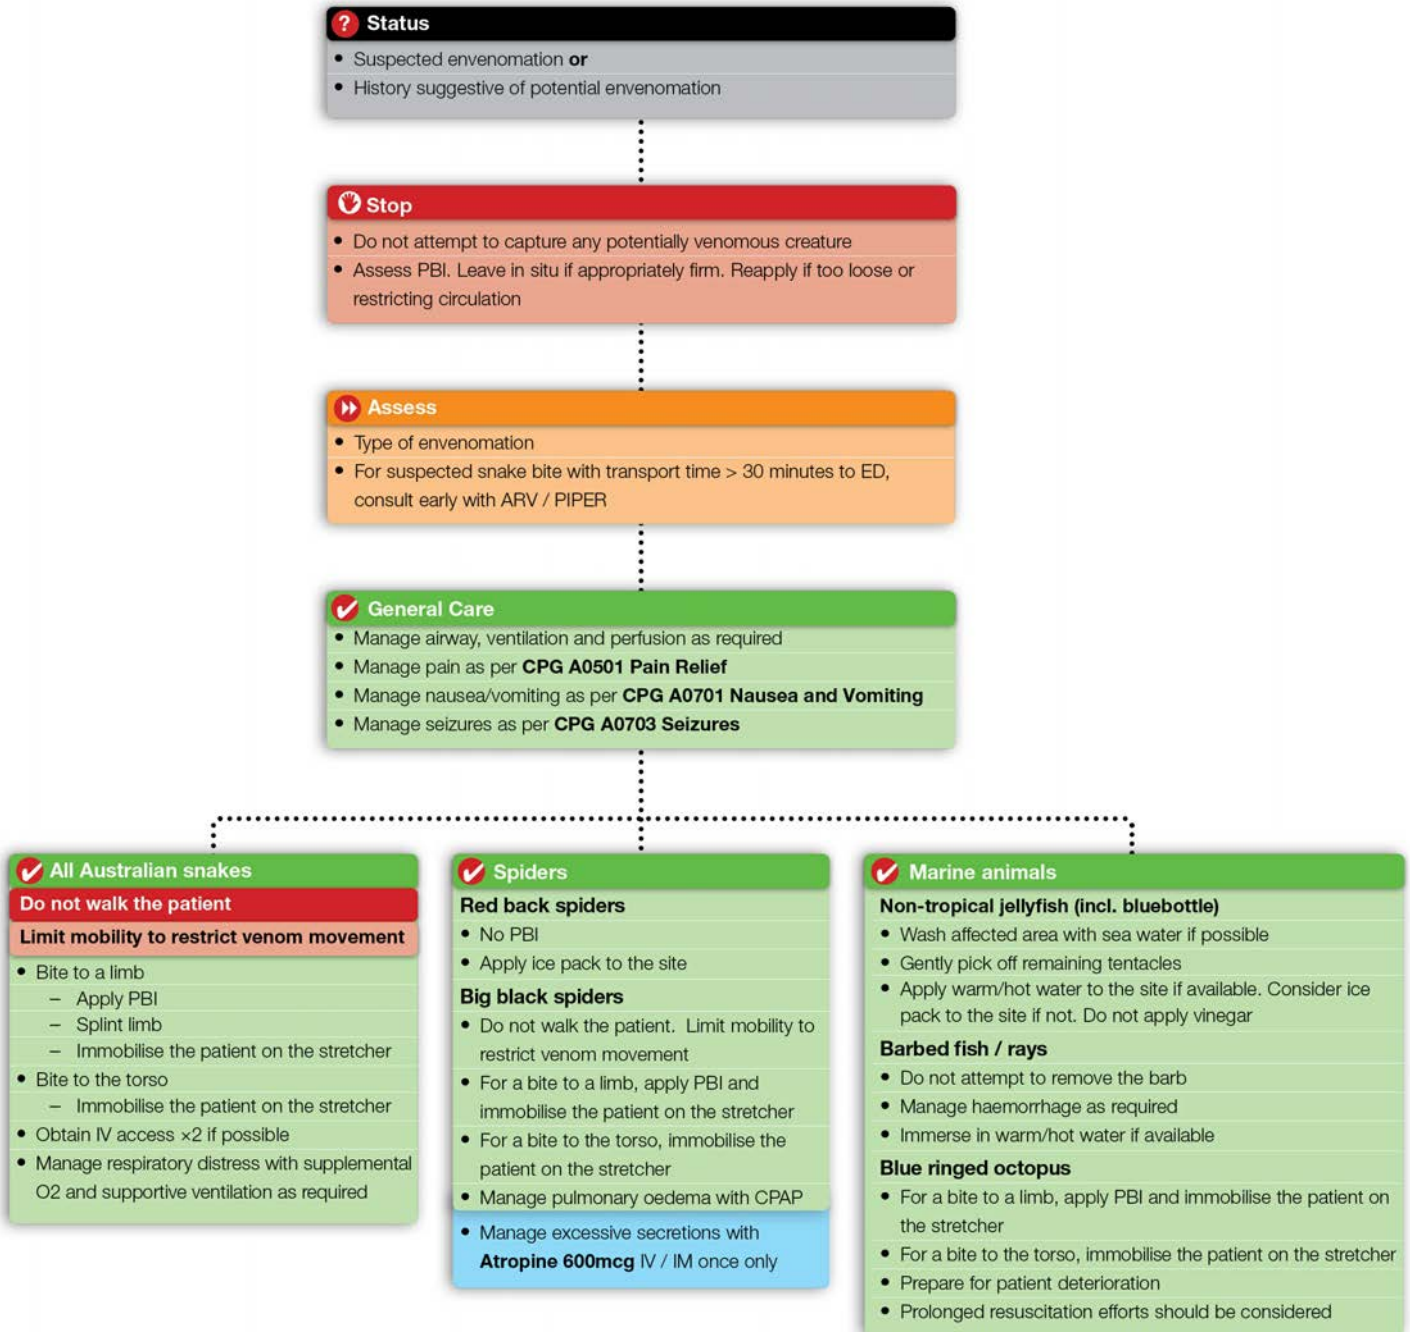 ? Status
• Suspected envenomation or
• History suggestive of potential envenomation
Stop
• Do not attempt to capture any potentially venomous creature
• Assess PBI. Leave in situ if appropriately firm. Reapply if too loose or
restricting circulation
Assess
• Type of envenomation
• For suspected snake bite with transport time > 30 minutes to ED,
consult early with ARV / PIPER
General Care
• Manage airway, ventilation and perfusion as required
• Manage pain as per CPG A0501 Pain Relief
• Manage nausea/vomiting as per CPG A0701 Nausea and Vomiting
• Manage seizures as per CPG A0703 Seizures
All Australian snakes
Do not walk the patient
Limit mobility to restrict venom movement
• Bite to a limb
– Apply PBI
– Splint limb
– Immobilise the patient on the stretcher
• Bite to the torso
– Immobilise the patient on the stretcher
• Obtain IV access ×2 if possible
• Manage respiratory distress with supplemental
O2 and supportive ventilation as required
Spiders
Red back spiders
• No PBI
• Apply ice pack to the site
Big black spiders
• Do not walk the patient. Limit mobility to
restrict venom movement
• For a bite to a limb, apply PBI and
immobilise the patient on the stretcher
• For a bite to the torso, immobilise the
patient on the stretcher
• Manage pulmonary oedema with CPAP
• Manage excessive secretions with
Atropine 600mcg IV / IM once only
Marine animals
Non-tropical jellyfish (incl. bluebottle)
• Wash affected area with sea water if possible
• Gently pick off remaining tentacles
• Apply warm/hot water to the site if available. Consider ice
pack to the site if not. Do not apply vinegar
Barbed fish / rays
• Do not attempt to remove the barb
• Manage haemorrhage as required
• Immerse in warm/hot water if available
Blue ringed octopus
• For a bite to a limb, apply PBI and immobilise the patient on
the stretcher
• For a bite to the torso, immobilise the patient on the stretcher
• Prepare for patient deterioration
• Prolonged resuscitation efforts should be considered